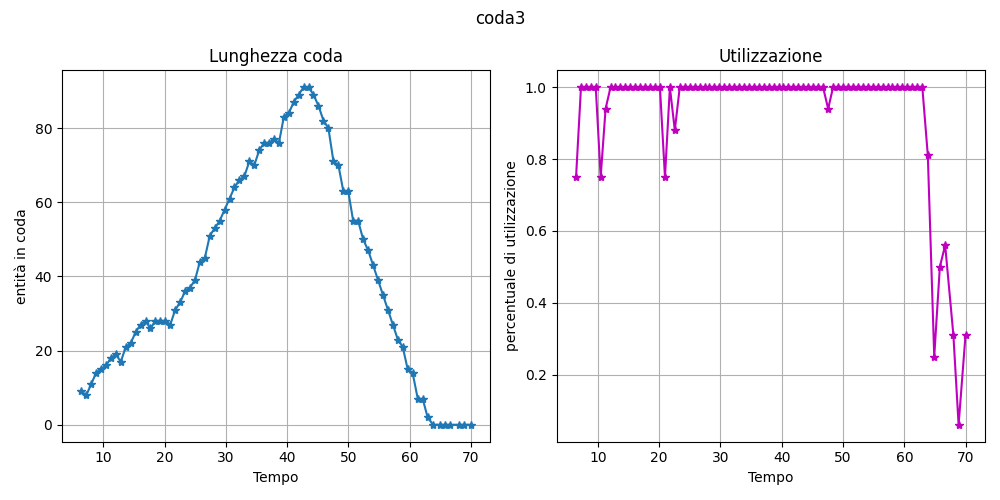 coda3
Lunghezza coda
entità in coda
80
60
40
20
0
10 20 30 40 50 60 70
Tempo
Utilizzazione
percentuale di utilizzazione
1.0
0.8
0.6
0.4
0.2
10 20 30 40 50 60 70
Tempo